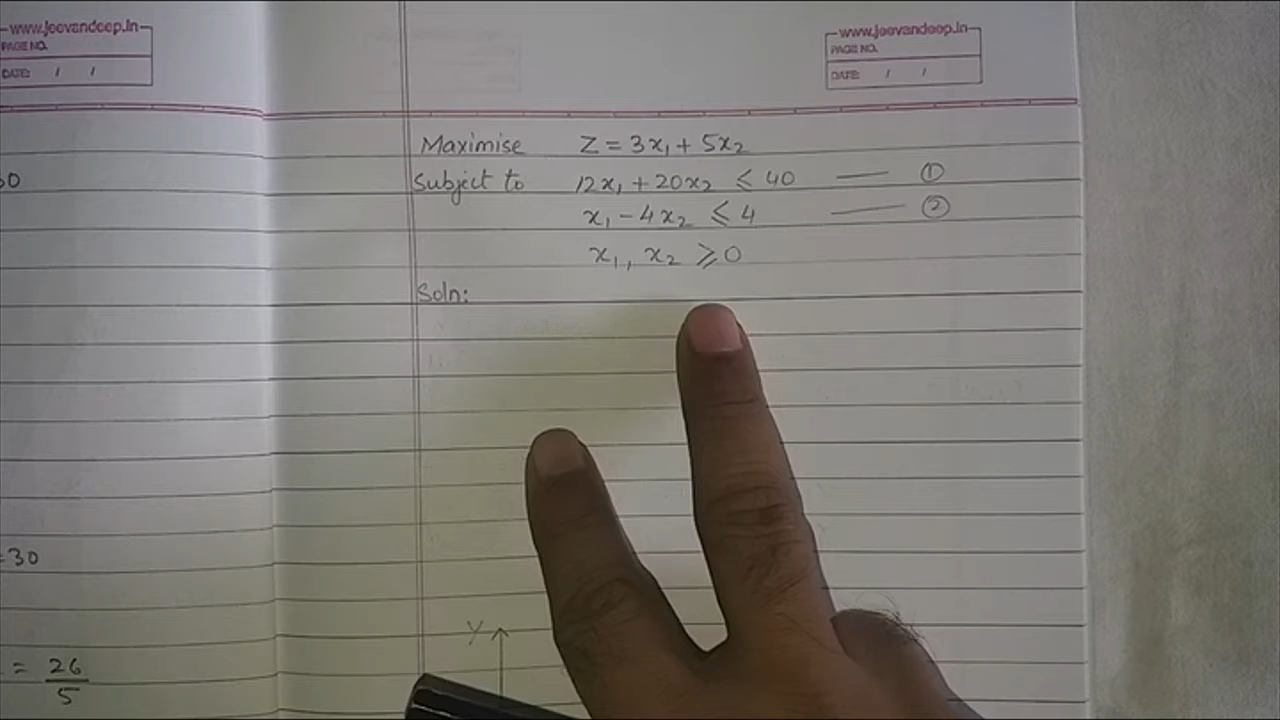 www.jeevandeep.in
PAGE NO.
DATE: / /
www.jeevandeep.in
PAGE NO.
DATE: / /
Maximise Z = 3x₁ + 5x₂
Subject to 12x₁ + 20x₂ ≤ 40 — ①
x₁ - 4x₂ ≤ 4 — ②
x₁, x₂ ≥ 0
Soln:
= 30
= 26/5
Y